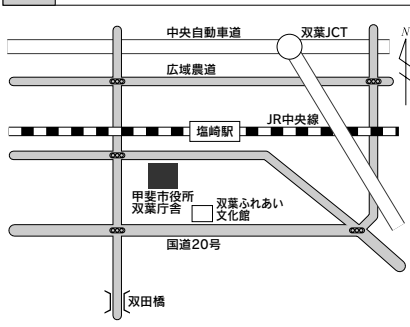 中央自動車道
双葉JCT
N
広域農道
JR中央線
塩崎駅
甲斐市役所
双葉庁舎
双葉ふれあい
文化館
国道20号
双田橋